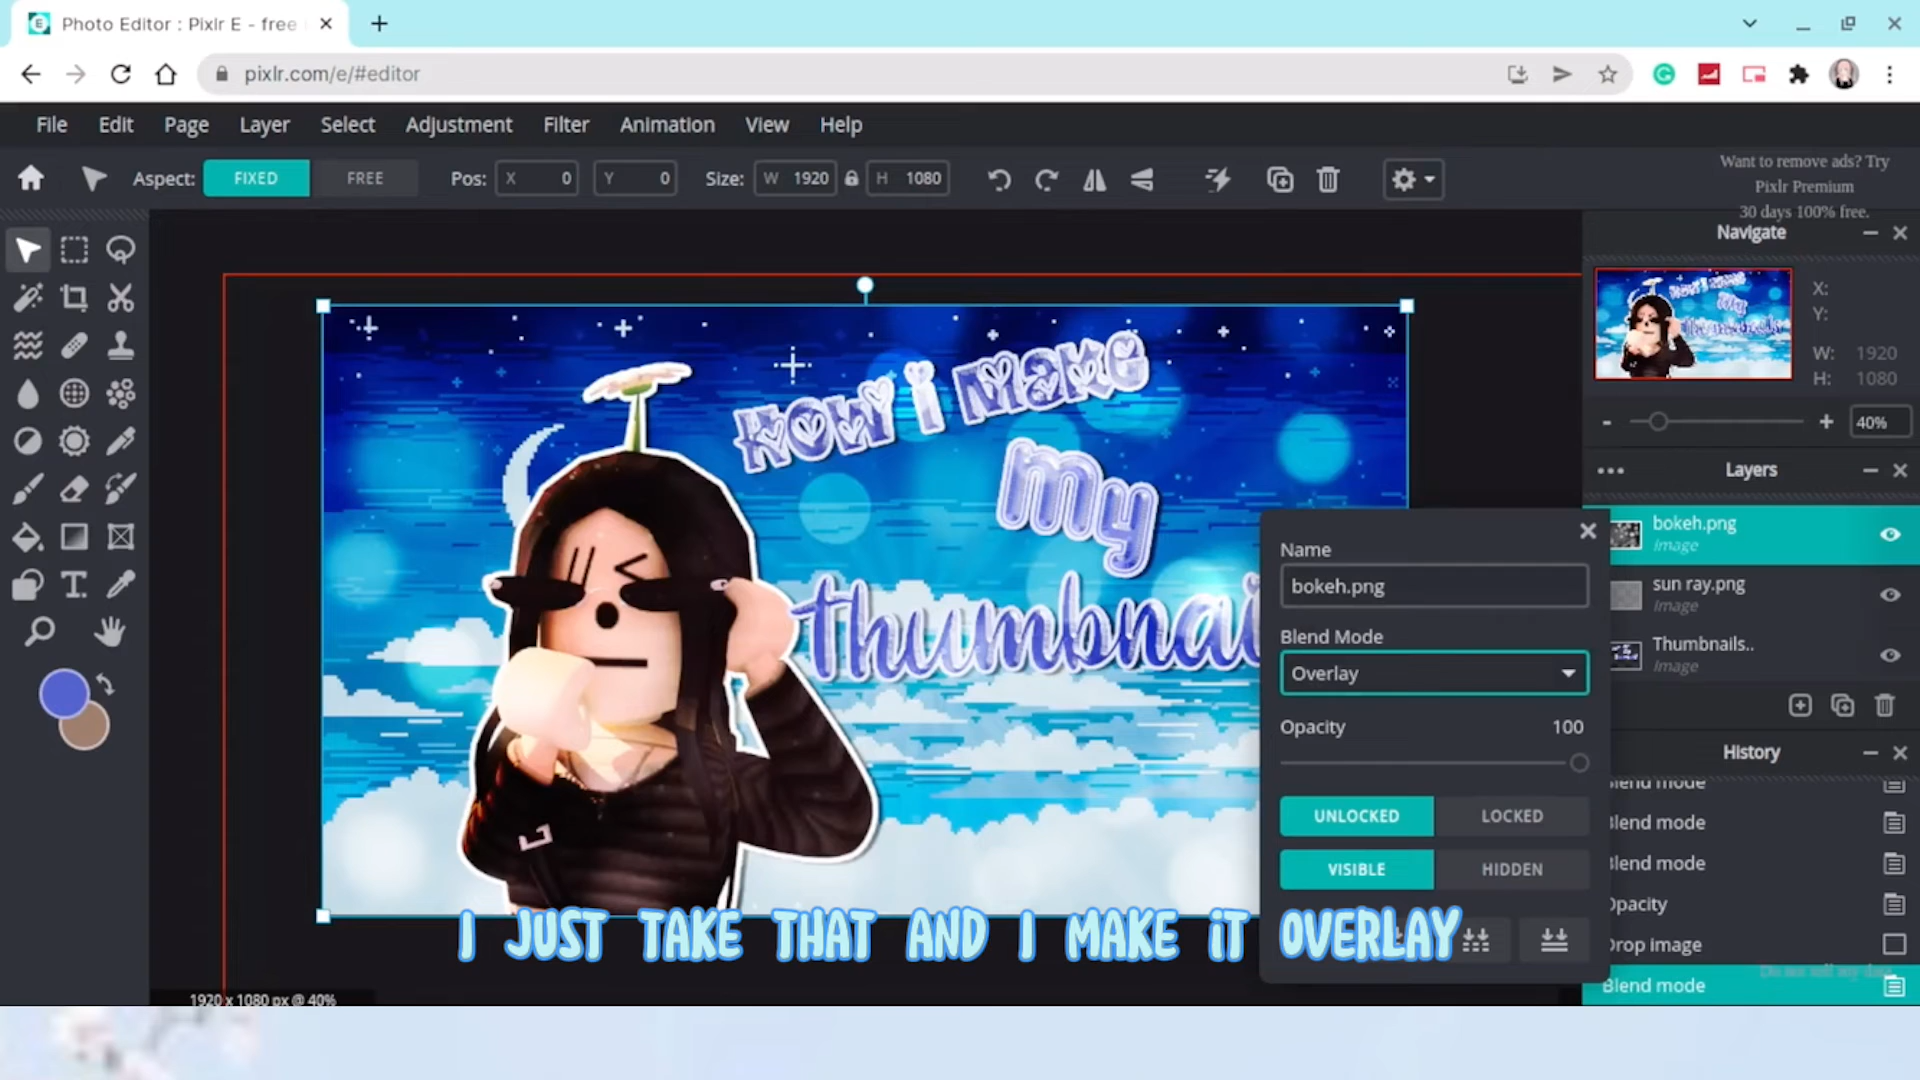 Photo Editor : Pixlr E - free
pixlr.com/e/#editor
File Edit Page Layer Select Adjustment Filter Animation View Help
Aspect: FIXED FREE Pos: X 0 Y 0 Size: W 1920 H 1080
Want to remove ads? Try
Pixlr Premium
30 days 100% free.
Navigate
X:
Y:
W: 1920
H: 1080
- + 40%
Layers
bokeh.png
Image
sun ray.png
Image
Thumbnails..
Image
How i Make
My
thumbnai
Name
bokeh.png
Blend Mode
Overlay
Opacity 100
UNLOCKED LOCKED
VISIBLE HIDDEN
History
Blend mode
Blend mode
Blend mode
Opacity
Drop image
Blend mode
I JUST TAKE THAT AND I MAKE IT OVERLAY
1920 x 1080 px @ 40%